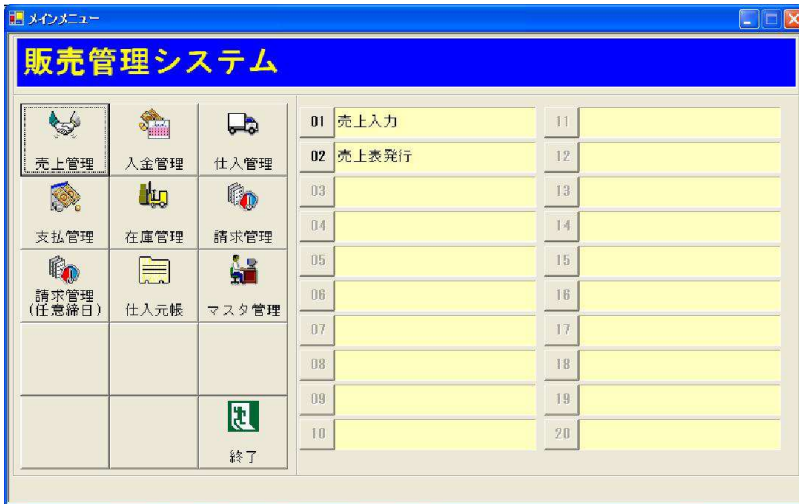 メインメニュー
販売管理システム
売上管理
入金管理
仕入管理
支払管理
在庫管理
請求管理
請求管理
(任意締日)
仕入元帳
マスタ管理
終了
01 売上入力
02 売上表発行
03
04
05
06
07
08
09
10
11
12
13
14
15
16
17
18
19
20